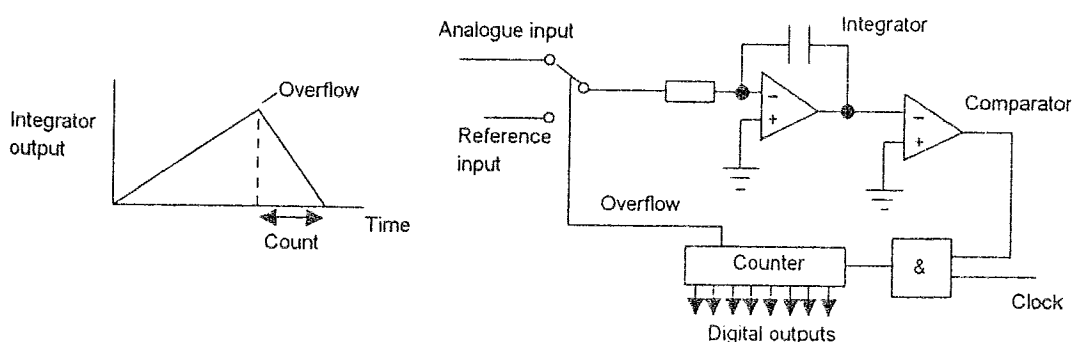 Integrator
output
Overflow
Time
Count
Analogue input
Reference
input
Integrator
−
+
−
+
Comparator
Overflow
Counter
&
Clock
Digital outputs